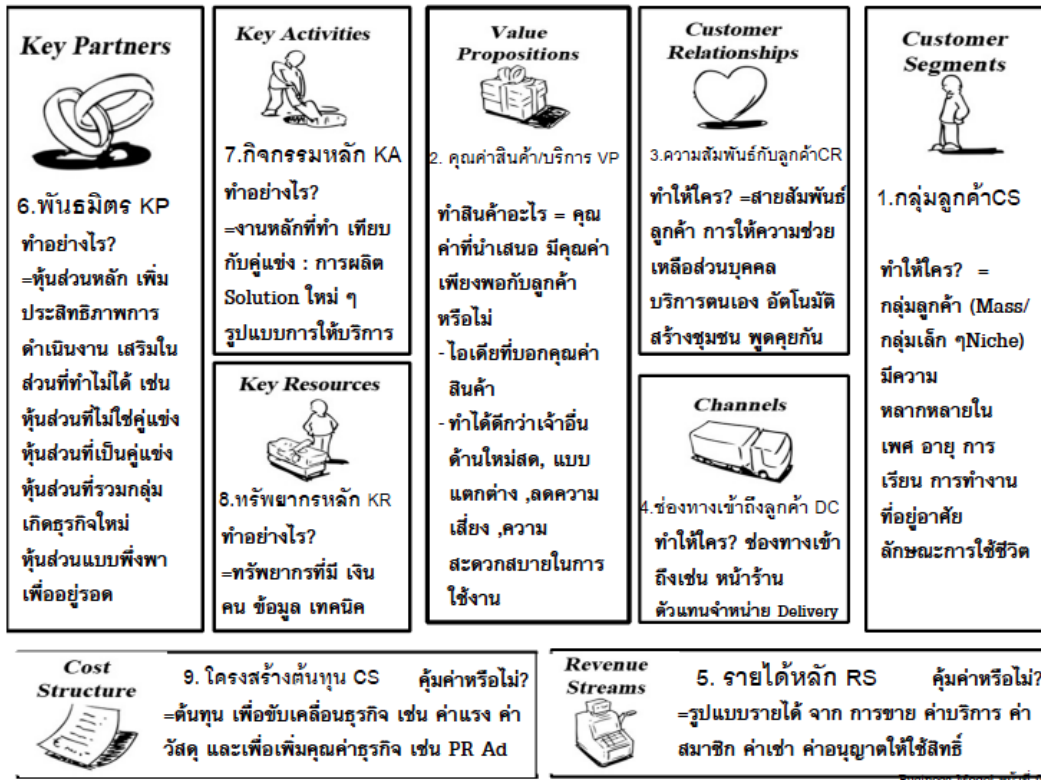 Key Partners
6.พันธมิตร KP
ทำอย่างไร?
=หุ้นส่วนหลัก เพิ่ม
ประสิทธิภาพการ
ดำเนินงาน เสริมใน
ส่วนที่ทำไม่ได้ เช่น
หุ้นส่วนที่ไม่ใช่คู่แข่ง
หุ้นส่วนที่เป็นคู่แข่ง
หุ้นส่วนที่รวมกลุ่ม
เกิดธุรกิจใหม่
หุ้นส่วนแบบพึ่งพา
เพื่ออยู่รอด
Key Activities
7.กิจกรรมหลัก KA
ทำอย่างไร?
=งานหลักที่ทำ เทียบ
กับคู่แข่ง : การผลิต
Solution ใหม่ ๆ
รูปแบบการให้บริการ
Key Resources
8.ทรัพยากรหลัก KR
ทำอย่างไร?
=ทรัพยากรที่มี เงิน
คน ข้อมูล เทคนิค
Value
Propositions
2. คุณค่าสินค้า/บริการ VP
ทำสินค้าอะไร = คุณ
ค่าที่นำเสนอ มีคุณค่า
เพียงพอกับลูกค้า
หรือไม่
- ไอเดียที่บอกคุณค่า
สินค้า
- ทำได้ดีกว่าเจ้าอื่น
ด้านใหม่สด, แบบ
แตกต่าง ,ลดความ
เสี่ยง ,ความ
สะดวกสบายในการ
ใช้งาน
Customer
Relationships
3.ความสัมพันธ์กับลูกค้าCR
ทำให้ใคร? =สายสัมพันธ์
ลูกค้า การให้ความช่วย
เหลือส่วนบุคคล
บริการตนเอง อัตโนมัติ
สร้างชุมชน พูดคุยกัน
Channels
4.ช่องทางเข้าถึงลูกค้า DC
ทำให้ใคร? ช่องทางเข้า
ถึงเช่น หน้าร้าน
ตัวแทนจำหน่าย Delivery
Customer
Segments
1.กลุ่มลูกค้าCS
ทำให้ใคร? =
กลุ่มลูกค้า (Mass/
กลุ่มเล็ก ๆNiche)
มีความ
หลากหลายใน
เพศ อายุ การ
เรียน การทำงาน
ที่อยู่อาศัย
ลักษณะการใช้ชีวิต
Cost
Structure
9. โครงสร้างต้นทุน CS คุ้มค่าหรือไม่?
=ต้นทุน เพื่อขับเคลื่อนธุรกิจ เช่น ค่าแรง ค่า
วัสดุ และเพื่อเพิ่มคุณค่าธุรกิจ เช่น PR Ad
Revenue
Streams
5. รายได้หลัก RS คุ้มค่าหรือไม่?
=รูปแบบรายได้ จาก การขาย ค่าบริการ ค่า
สมาชิก ค่าเช่า ค่าอนุญาตให้ใช้สิทธิ์